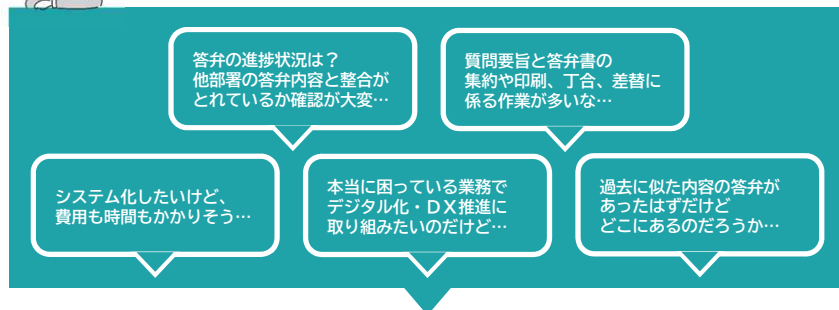 答弁の進捗状況は?
他部署の答弁内容と整合が
とれているか確認が大変…
質問要旨と答弁書の
集約や印刷、丁合、差替に
係る作業が多いな…
システム化したいけど、
費用も時間もかかりそう…
本当に困っている業務で
デジタル化・DX推進に
取り組みたいのだけど…
過去に似た内容の答弁が
あったはずだけど
どこにあるのだろうか…